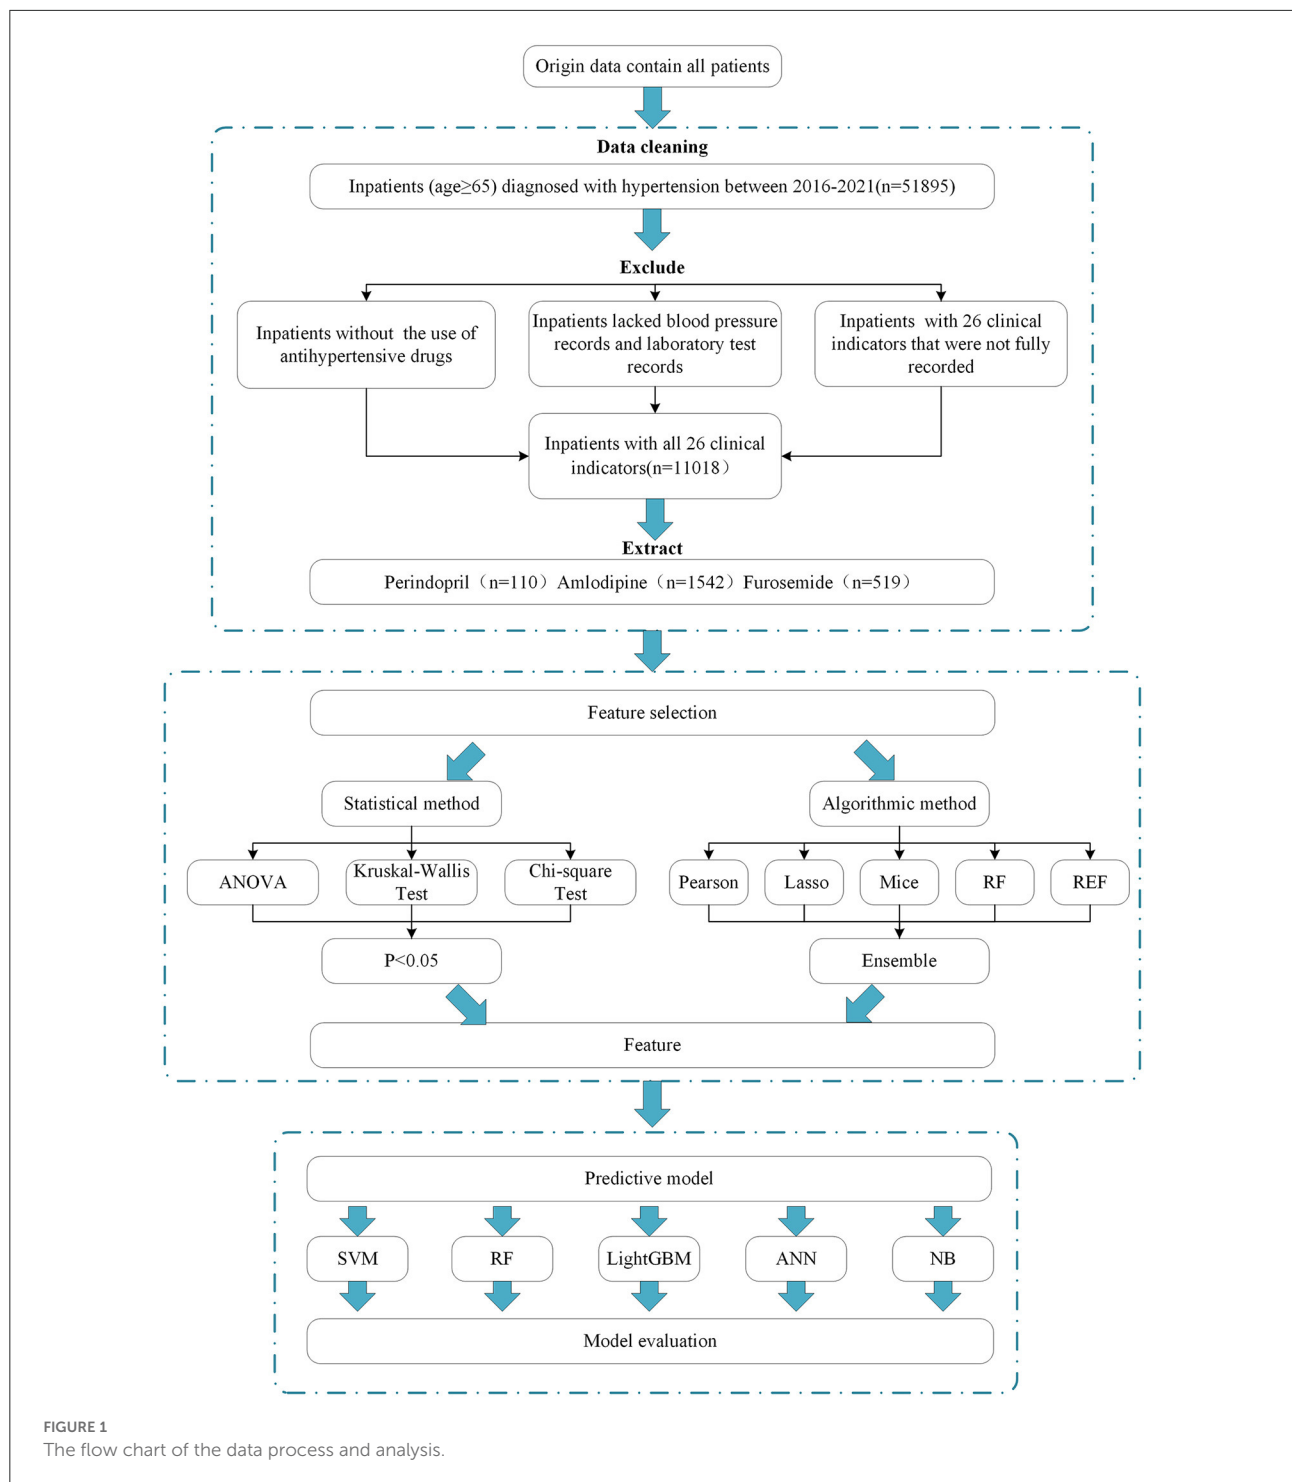 Origin data contain all patients
Data cleaning
Inpatients (age≥65) diagnosed with hypertension between 2016-2021(n=51895)
Exclude
Inpatients without the use of
antihypertensive drugs
Inpatients lacked blood pressure
records and laboratory test
records
Inpatients with 26 clinical
indicators that were not fully
recorded
Inpatients with all 26 clinical
indicators(n=11018）
Extract
Perindopril（n=110）Amlodipine（n=1542）Furosemide（n=519）
Feature selection
Statistical method
Algorithmic method
ANOVA
Kruskal-Wallis
Test
Chi-square
Test
Pearson
Lasso
Mice
RF
REF
P<0.05
Ensemble
Feature
Predictive model
SVM
RF
LightGBM
ANN
NB
Model evaluation
FIGURE 1
The flow chart of the data process and analysis.